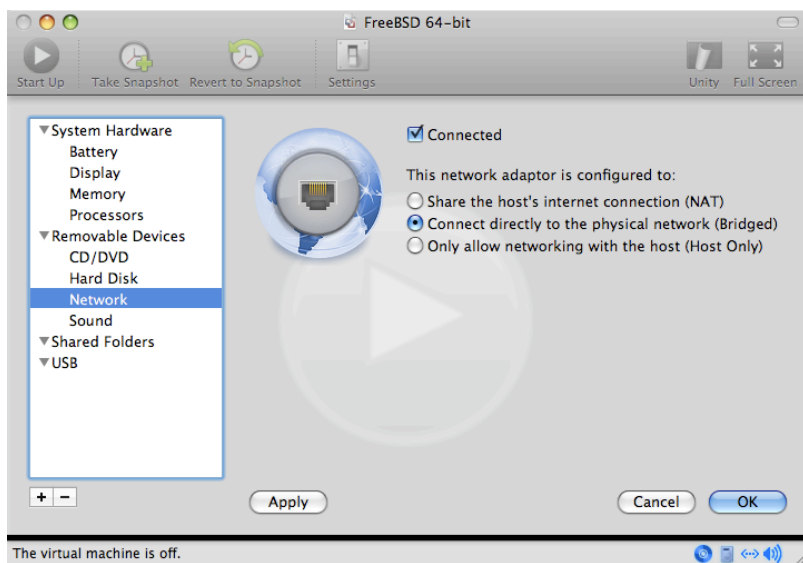 FreeBSD 64-bit
Start Up Take Snapshot Revert to Snapshot Settings Unity Full Screen
System Hardware
Battery
Display
Memory
Processors
Removable Devices
CD/DVD
Hard Disk
Network
Sound
Shared Folders
USB
Connected
This network adaptor is configured to:
Share the host's internet connection (NAT)
Connect directly to the physical network (Bridged)
Only allow networking with the host (Host Only)
+ −
Apply Cancel OK
The virtual machine is off.